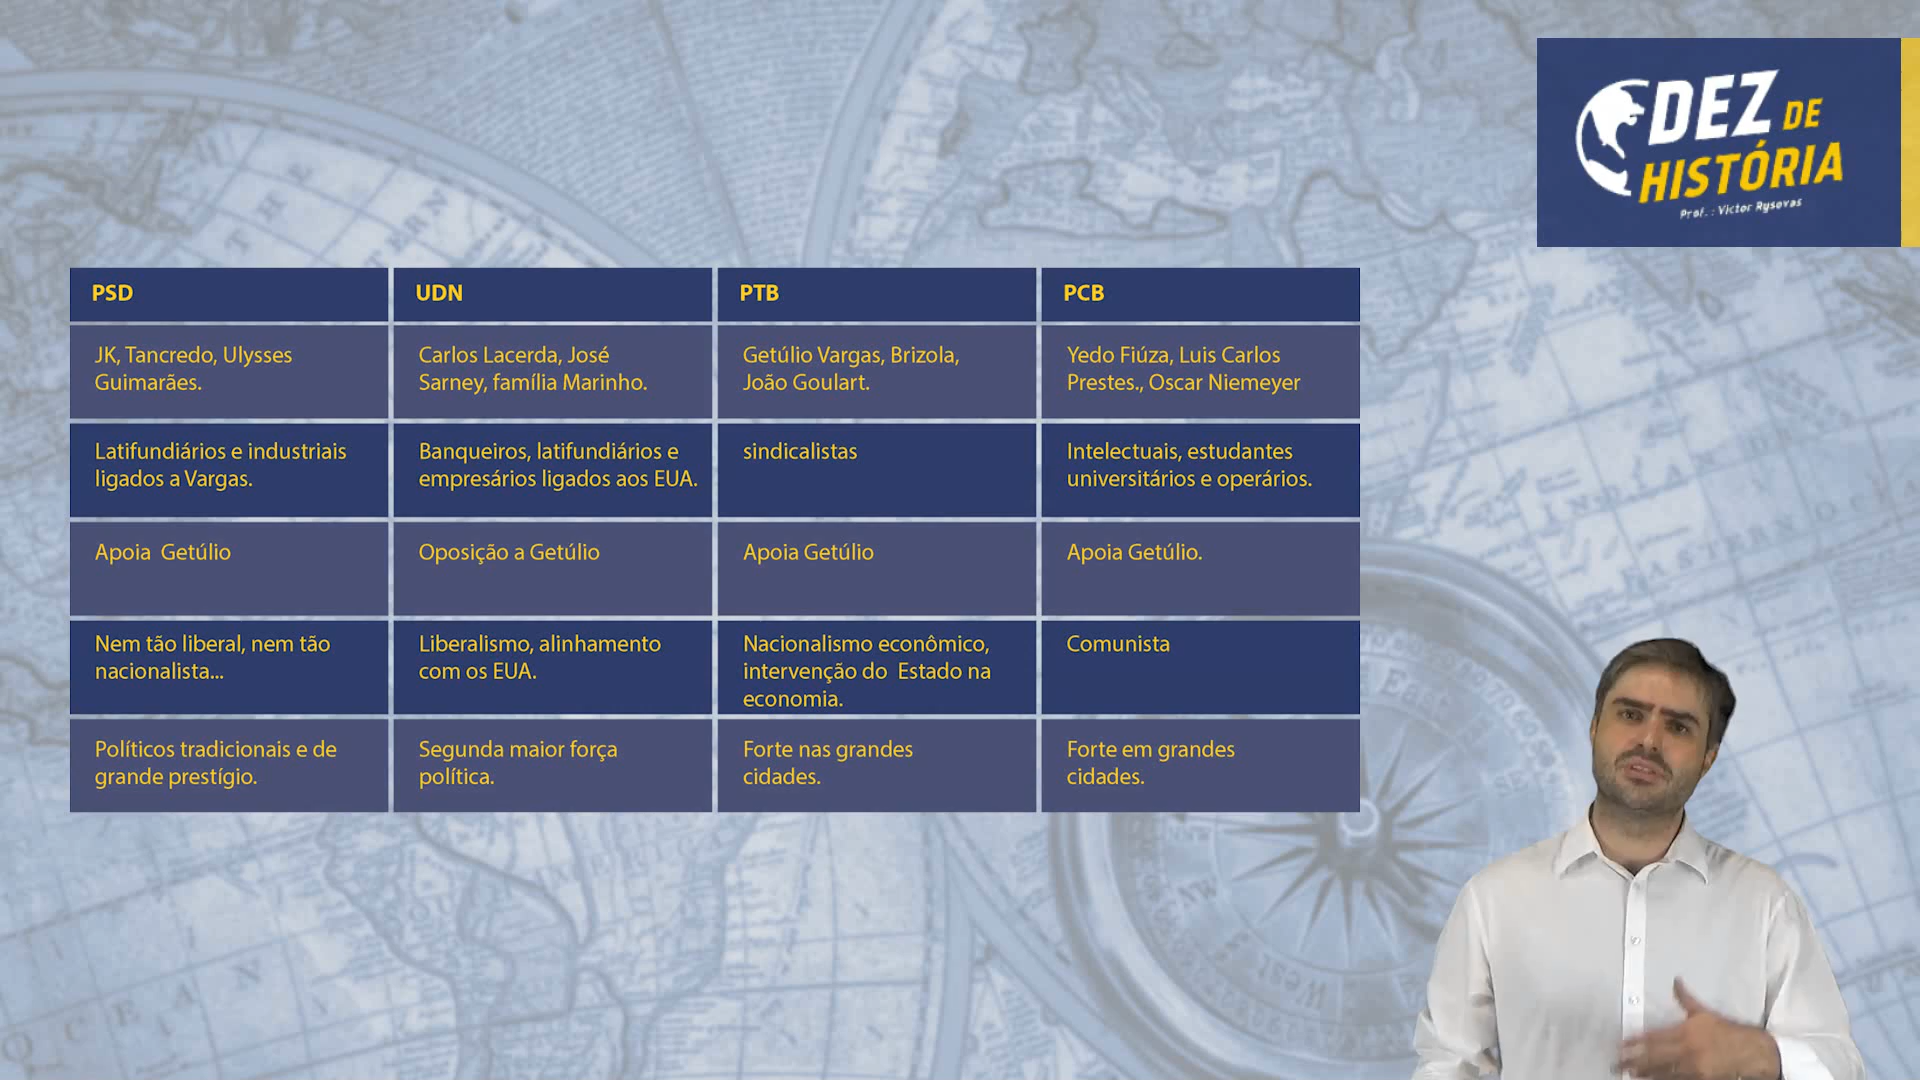 DEZ DE
HISTÓRIA
Prof.: Victor Rysovas
PSD
UDN
PTB
PCB
JK, Tancredo, Ulysses
Guimarães.
Carlos Lacerda, José
Sarney, família Marinho.
Getúlio Vargas, Brizola,
João Goulart.
Yedo Fiúza, Luis Carlos
Prestes., Oscar Niemeyer
Latifundiários e industriais
ligados a Vargas.
Banqueiros, latifundiários e
empresários ligados aos EUA.
sindicalistas
Intelectuais, estudantes
universitários e operários.
Apoia Getúlio
Oposição a Getúlio
Apoia Getúlio
Apoia Getúlio.
Nem tão liberal, nem tão
nacionalista...
Liberalismo, alinhamento
com os EUA.
Nacionalismo econômico,
intervenção do Estado na
economia.
Comunista
Políticos tradicionais e de
grande prestígio.
Segunda maior força
política.
Forte nas grandes
cidades.
Forte em grandes
cidades.